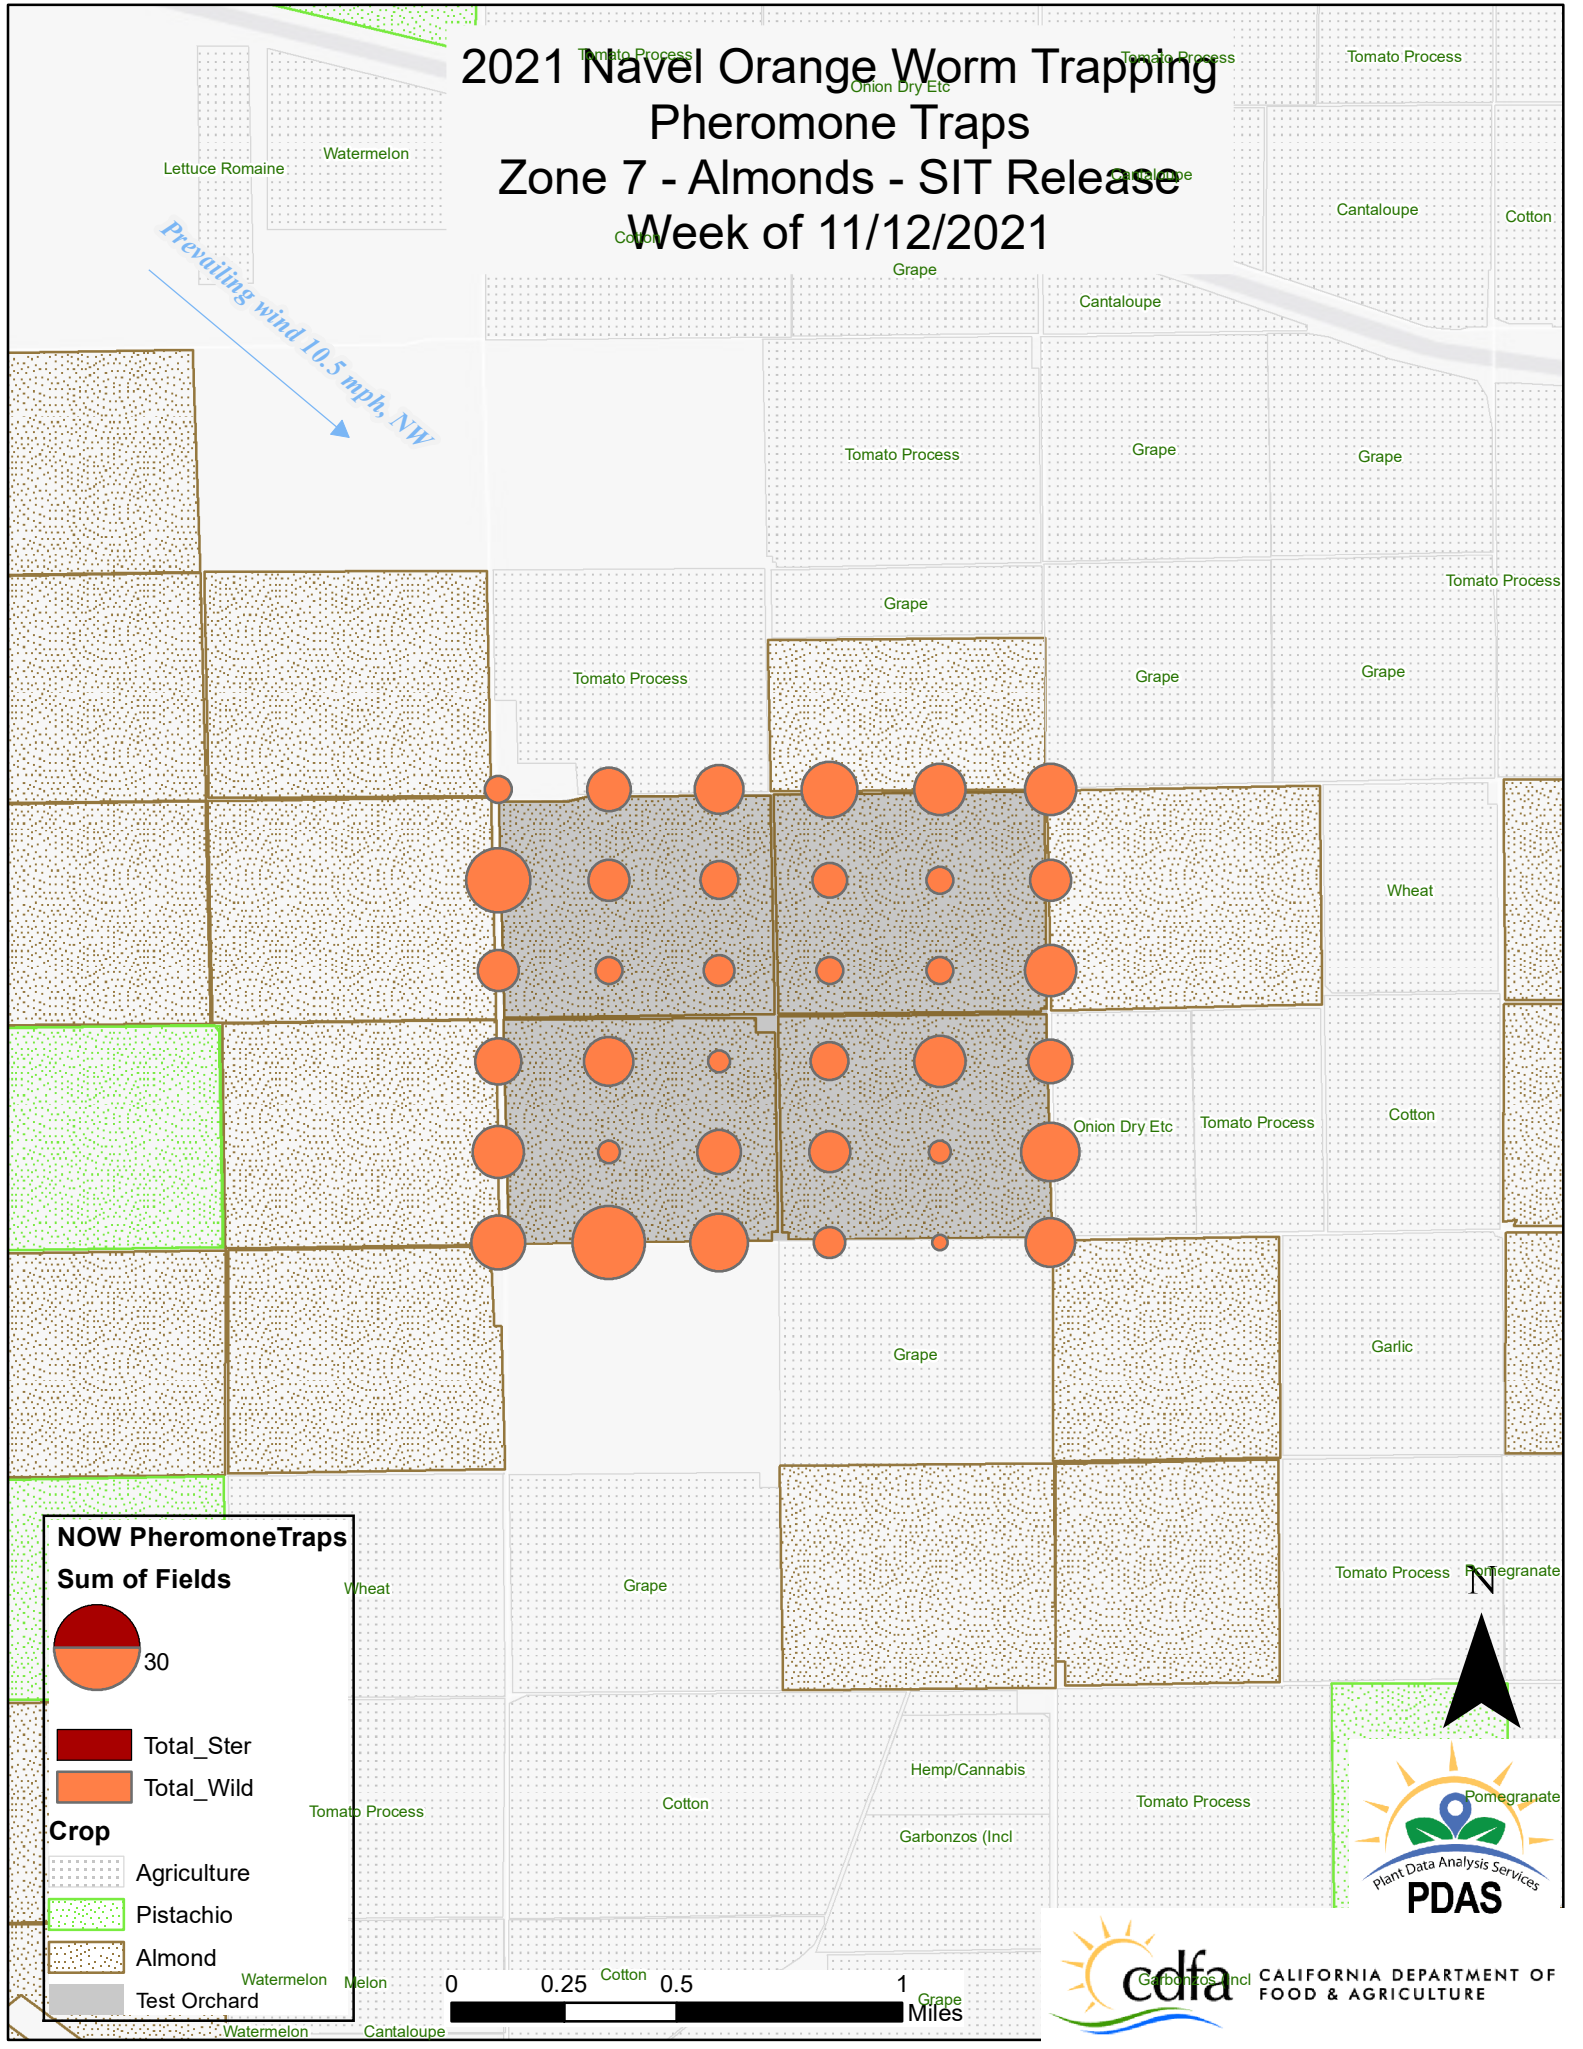 2021 Navel Orange Worm Trapping
Pheromone Traps
Zone 7 - Almonds - SIT Release
Week of 11/12/2021
Tomato Process
Tomato Process
Tomato Process
Onion Dry Etc
Lettuce Romaine
Watermelon
Cantaloupe
Cantaloupe
Cotton
Cotton
Grape
Cantaloupe
Prevailing wind 10.5 mph, NW
Tomato Process
Grape
Grape
Tomato Process
Grape
Tomato Process
Grape
Grape
Wheat
Onion Dry Etc
Tomato Process
Cotton
Grape
Garlic
Wheat
Grape
Tomato Process
Pomegranate
N
Tomato Process
Cotton
Hemp/Cannabis
Garbonzos (Incl
Tomato Process
Pomegranate
Watermelon
Melon
Cotton
Grape
Garbonzos (Incl
Watermelon
Cantaloupe
NOW PheromoneTraps
Sum of Fields
30
Total_Ster
Total_Wild
Crop
Agriculture
Pistachio
Almond
Test Orchard
0 0.25 0.5 1
Miles
Plant Data Analysis Services
PDAS
cdfa
CALIFORNIA DEPARTMENT OF
FOOD & AGRICULTURE